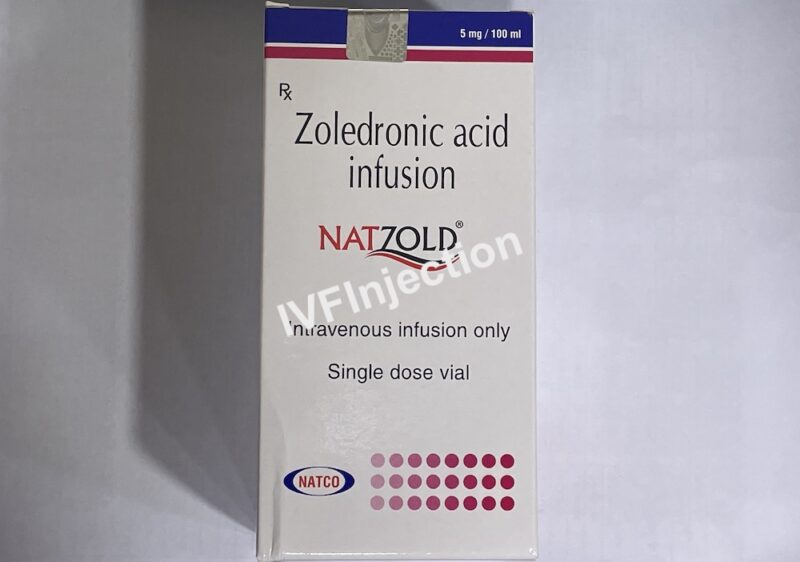 5 mg / 100 ml
Rx
Zoledronic acid
infusion
NATZOLD®
IVFInjection
Intravenous infusion only
Single dose vial
NATCO